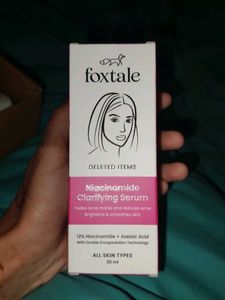 foxtale
DELETED ITEMS
Niacinamide
Clarifying Serum
Fades acne marks and reduces acne
Brightens & smoothes skin
12% Niacinamide + Azelaic Acid
With Double Encapsulation Technology
ALL SKIN TYPES
30 ml